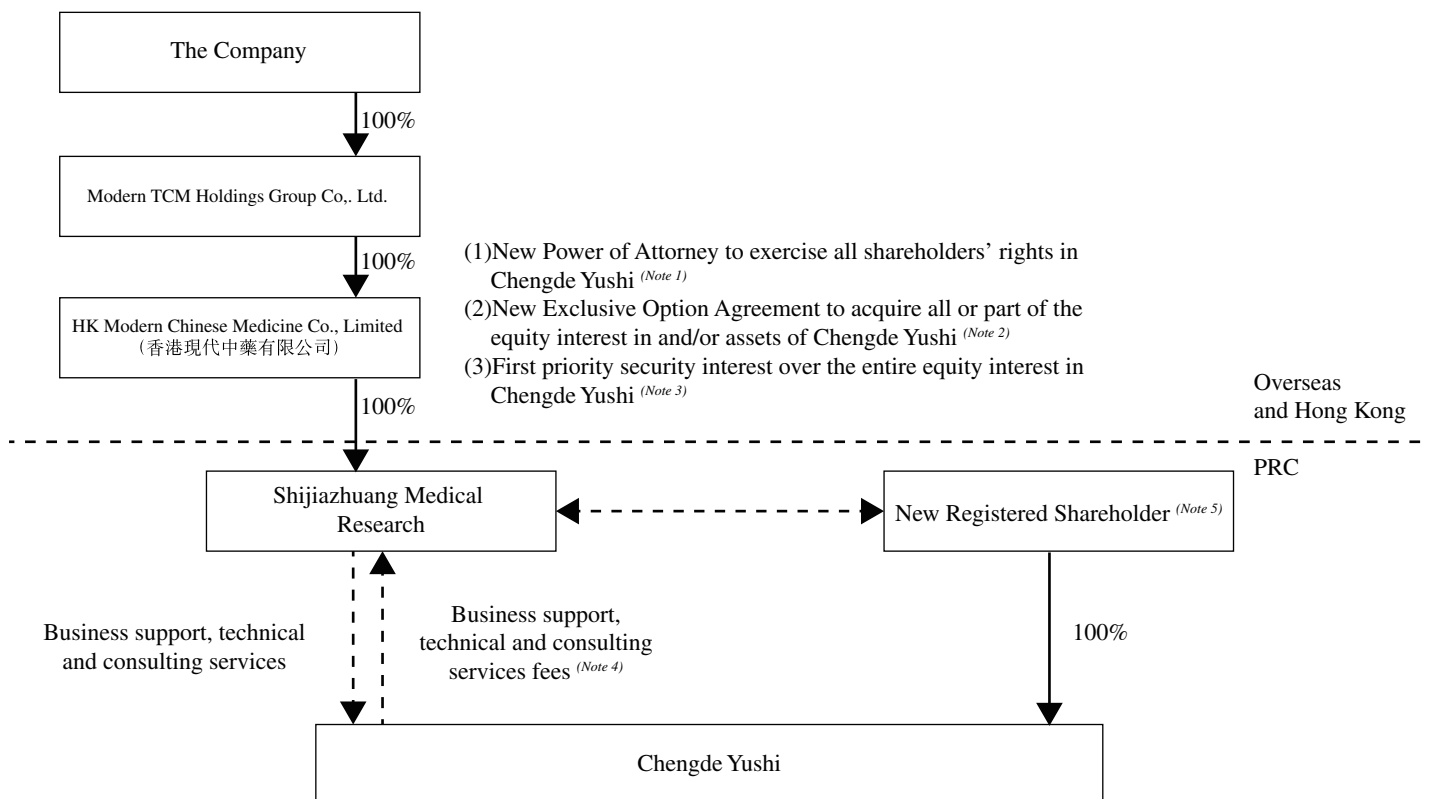 The Company
100%
Modern TCM Holdings Group Co,. Ltd.
100%
HK Modern Chinese Medicine Co., Limited
(香港現代中藥有限公司)
100%
(1)New Power of Attorney to exercise all shareholders’ rights in
Chengde Yushi (Note 1)
(2)New Exclusive Option Agreement to acquire all or part of the
equity interest in and/or assets of Chengde Yushi (Note 2)
(3)First priority security interest over the entire equity interest in
Chengde Yushi (Note 3)
Overseas
and Hong Kong
PRC
Shijiazhuang Medical
Research
New Registered Shareholder (Note 5)
Business support, technical
and consulting services
Business support,
technical and consulting
services fees (Note 4)
100%
Chengde Yushi